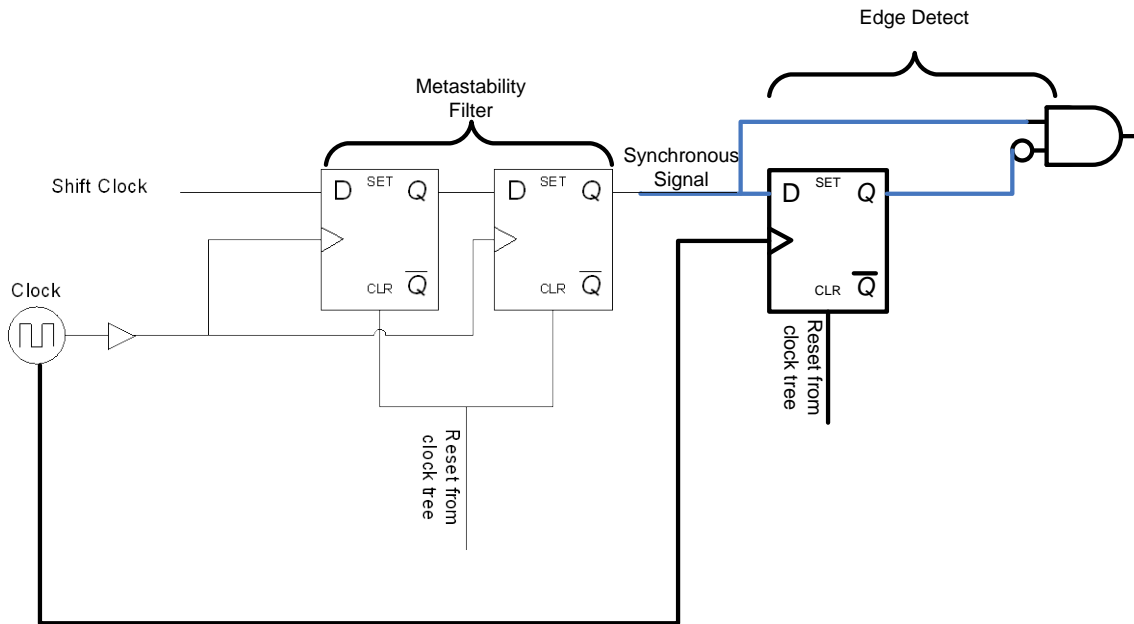 Edge Detect
Metastability
Filter
Synchronous
Signal
Shift Clock
D SET Q
CLR Q
D SET Q
CLR Q
D SET Q
CLR Q
Clock
Reset from
clock tree
Reset from
clock tree